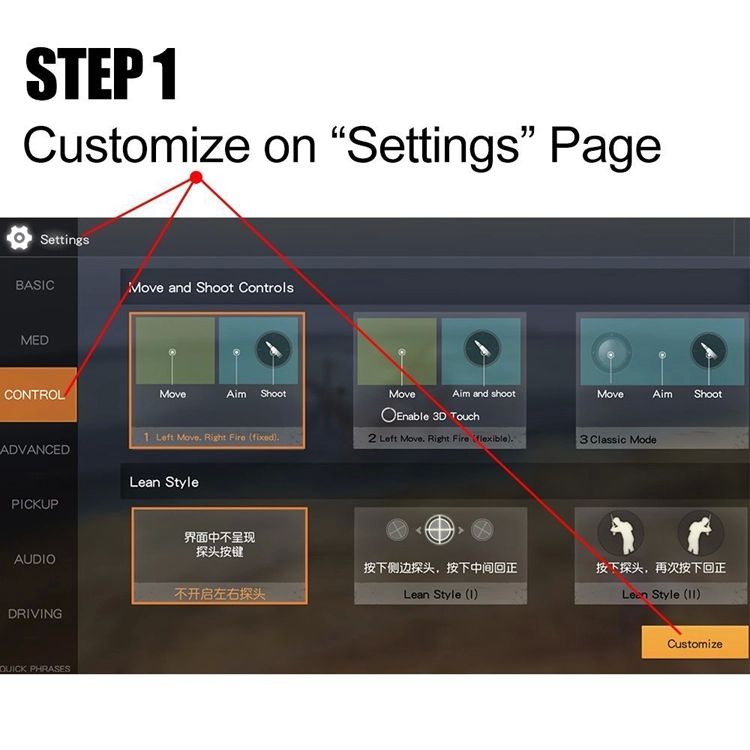 STEP 1
Customize on “Settings” Page
Settings
BASIC
MED
CONTROL
ADVANCED
PICKUP
AUDIO
DRIVING
QUICK PHRASES
Move and Shoot Controls
Move Aim Shoot
1 Left Move. Right Fire (fixed).
Move Aim and shoot
Enable 3D Touch
2 Left Move. Right Fire (flexible).
Move Aim Shoot
3 Classic Mode
Lean Style
界面中不呈现
探头按键
不开启左右探头
按下侧边探头，按下中间回正
Lean Style (I)
按下探头，再次按下回正
Lean Style (II)
Customize